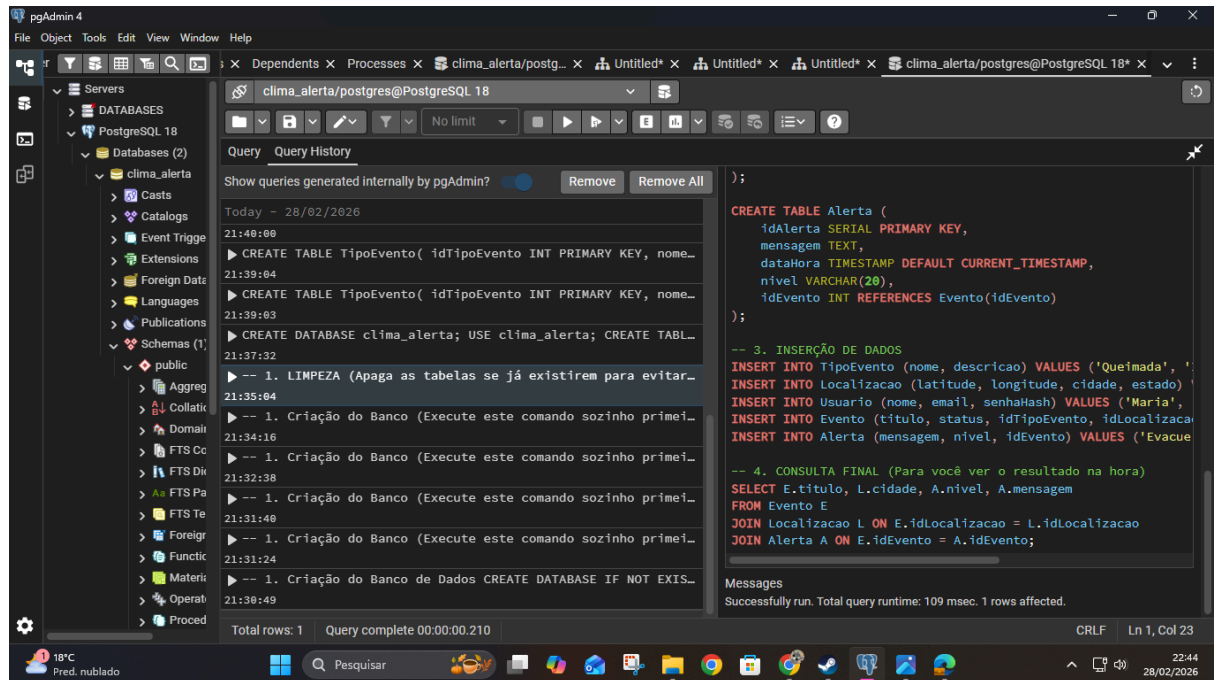 pgAdmin 4
File Object Tools Edit View Window Help
Dependents Processes clima_alerta/postg... Untitled* Untitled* Untitled* clima_alerta/postgres@PostgreSQL 18*
Servers
DATABASES
PostgreSQL 18
Databases (2)
clima_alerta
Casts
Catalogs
Event Trigge
Extensions
Foreign Data
Languages
Publications
Schemas (1)
public
Aggreg
Collatic
Domair
FTS Co
FTS Dic
FTS Pa
FTS Te
Foreigr
Functic
Materia
Operat
Proced
clima_alerta/postgres@PostgreSQL 18
No limit
Query Query History
Show queries generated internally by pgAdmin? Remove Remove All
Today - 28/02/2026
21:40:00
CREATE TABLE TipoEvento( idTipoEvento INT PRIMARY KEY, nome…
21:39:04
CREATE TABLE TipoEvento( idTipoEvento INT PRIMARY KEY, nome…
21:39:03
CREATE DATABASE clima_alerta; USE clima_alerta; CREATE TABL…
21:37:32
-- 1. LIMPEZA (Apaga as tabelas se já existirem para evitar…
21:35:04
-- 1. Criação do Banco (Execute este comando sozinho primei…
21:34:16
-- 1. Criação do Banco (Execute este comando sozinho primei…
21:32:38
-- 1. Criação do Banco (Execute este comando sozinho primei…
21:31:40
-- 1. Criação do Banco (Execute este comando sozinho primei…
21:31:24
-- 1. Criação do Banco de Dados CREATE DATABASE IF NOT EXIS…
21:30:49
);
CREATE TABLE Alerta (
idAlerta SERIAL PRIMARY KEY,
mensagem TEXT,
dataHora TIMESTAMP DEFAULT CURRENT_TIMESTAMP,
nivel VARCHAR(20),
idEvento INT REFERENCES Evento(idEvento)
);
-- 3. INSERÇÃO DE DADOS
INSERT INTO TipoEvento (nome, descricao) VALUES ('Queimada', '
INSERT INTO Localizacao (latitude, longitude, cidade, estado)
INSERT INTO Usuario (nome, email, senhaHash) VALUES ('Maria',
INSERT INTO Evento (titulo, status, idTipoEvento, idLocaliza
INSERT INTO Alerta (mensagem, nivel, idEvento) VALUES ('Evacue
-- 4. CONSULTA FINAL (Para você ver o resultado na hora)
SELECT E.titulo, L.cidade, A.nivel, A.mensagem
FROM Evento E
JOIN Localizacao L ON E.idLocalizacao = L.idLocalizacao
JOIN Alerta A ON E.idEvento = A.idEvento;
Messages
Successfully run. Total query runtime: 109 msec. 1 rows affected.
Total rows: 1 Query complete 00:00:00.210 CRLF Ln 1, Col 23
1
18°C
Pred. nublado
Pesquisar
22:44
28/02/2026